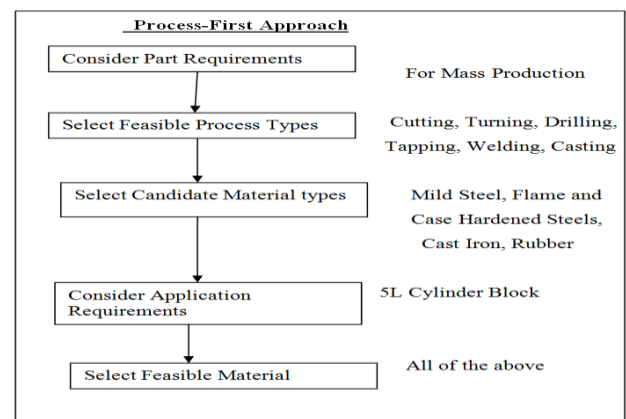 Process-First Approach
Consider Part Requirements
For Mass Production
Select Feasible Process Types
Cutting, Turning, Drilling,
Tapping, Welding, Casting
Select Candidate Material types
Mild Steel, Flame and
Case Hardened Steels,
Cast Iron, Rubber
Consider Application
Requirements
5L Cylinder Block
Select Feasible Material
All of the above